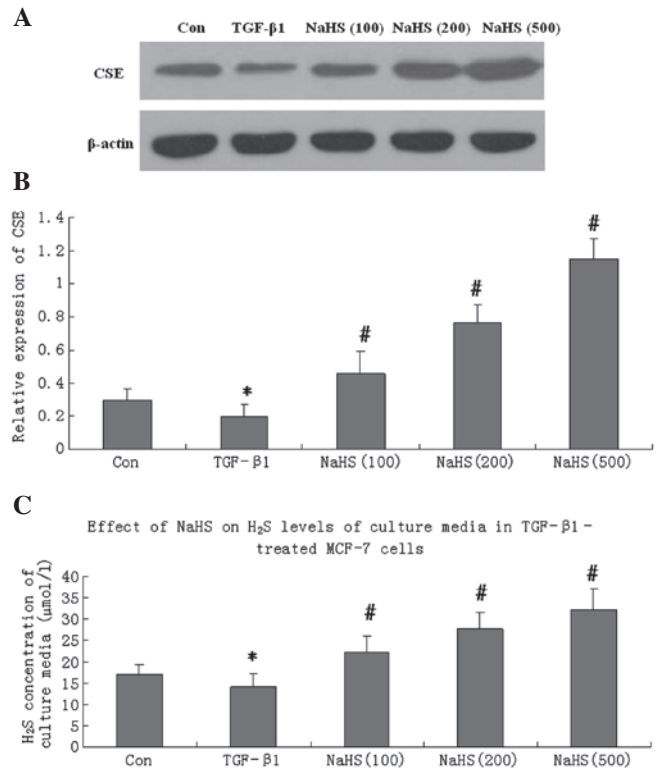 A
Con TGF-β1 NaHS (100) NaHS (200) NaHS (500)
CSE
β-actin
B
Relative expression of CSE
1.4
1.2
1
0.8
0.6
0.4
0.2
0
* # # #
Con TGF-β1 NaHS(100) NaHS(200) NaHS(500)
C
Effect of NaHS on H₂S levels of culture media in TGF-β1-
treated MCF-7 cells
H₂S concentration of
culture media (μmol/l)
40
35
30
25
20
15
10
5
0
* # # #
Con TGF-β1 NaHS(100) NaHS(200) NaHS(500)